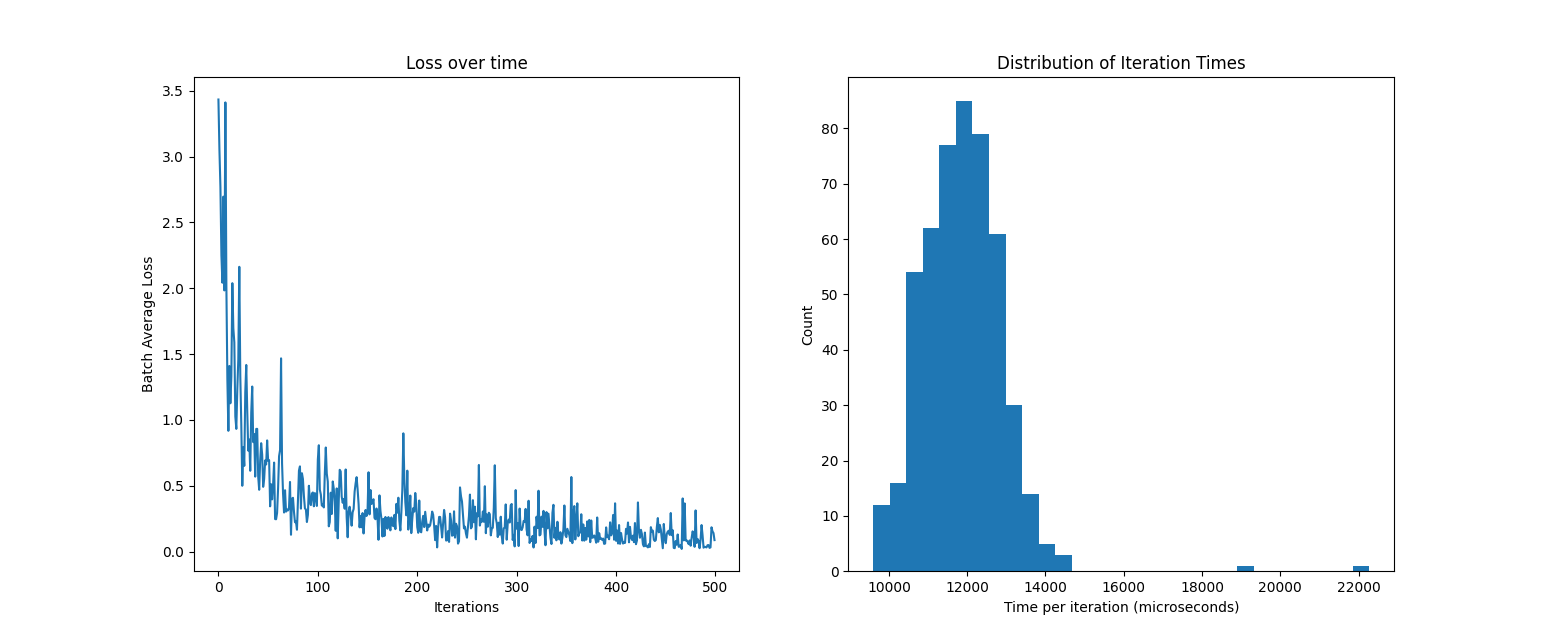 Loss over time
3.5
3.0
2.5
2.0
1.5
1.0
0.5
0.0
Batch Average Loss
0 100 200 300 400 500
Iterations
Distribution of Iteration Times
80
70
60
50
40
30
20
10
0
Count
10000 12000 14000 16000 18000 20000 22000
Time per iteration (microseconds)